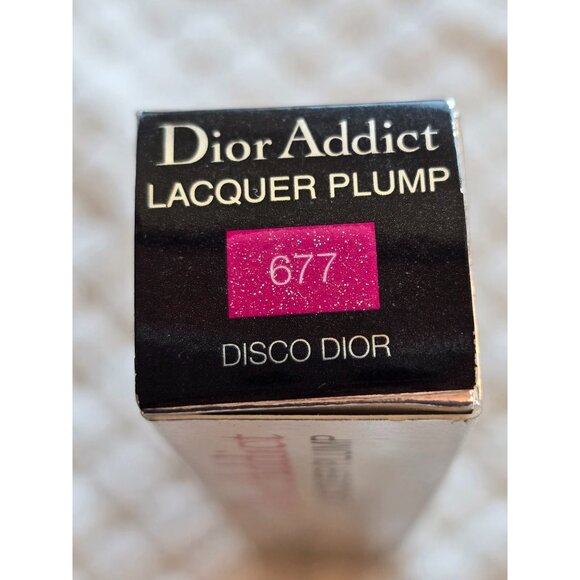 Dior Addict
LACQUER PLUMP
677
DISCO DIOR